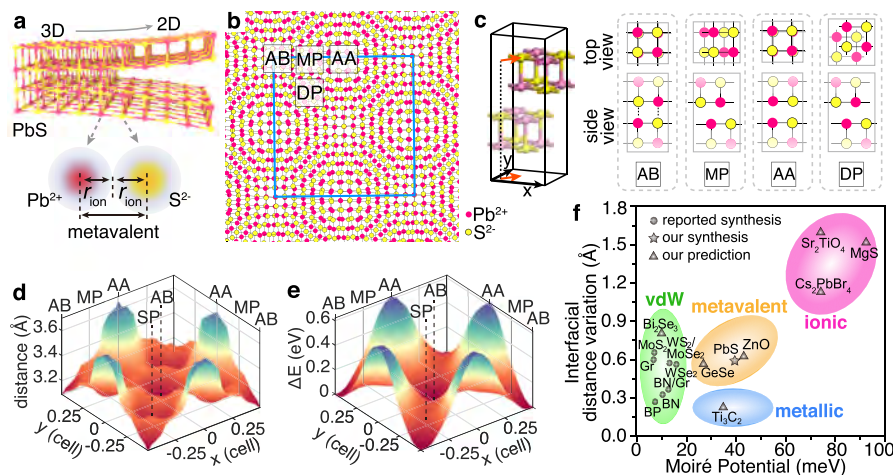 a
3D
2D
PbS
Pb2+
S2-
rion
rion
metavalent
b
AB
MP
AA
DP
Pb2+
S2-
c
y
x
top
view
side
view
AB
MP
AA
DP
d
AB
MP
AA
SP
AB
AA
MP
AB
distance (Å)
3.6
3.4
3.2
0.25
0
-0.25
y (cell)
-0.25
0
0.25
x (cell)
e
AB
MP
AA
SP
AB
AA
MP
AB
ΔE (eV)
0.6
0.4
0.2
0
0.25
0
-0.25
y (cell)
-0.25
0
0.25
x (cell)
f
Interfacial
distance variation (Å)
1.8
1.5
1.2
0.9
0.6
0.3
0.0
reported synthesis
our synthesis
our prediction
Sr2TiO4
MgS
Cs2PbBr4
ionic
vdW
metavalent
Bi2Se3
MoS2
WS2/
MoSe2
Gr
WSe2
BN/Gr
BP
BN
PbS
ZnO
GeSe
Ti3C2
metallic
0
20
40
60
80
100
Moiré Potential (meV)